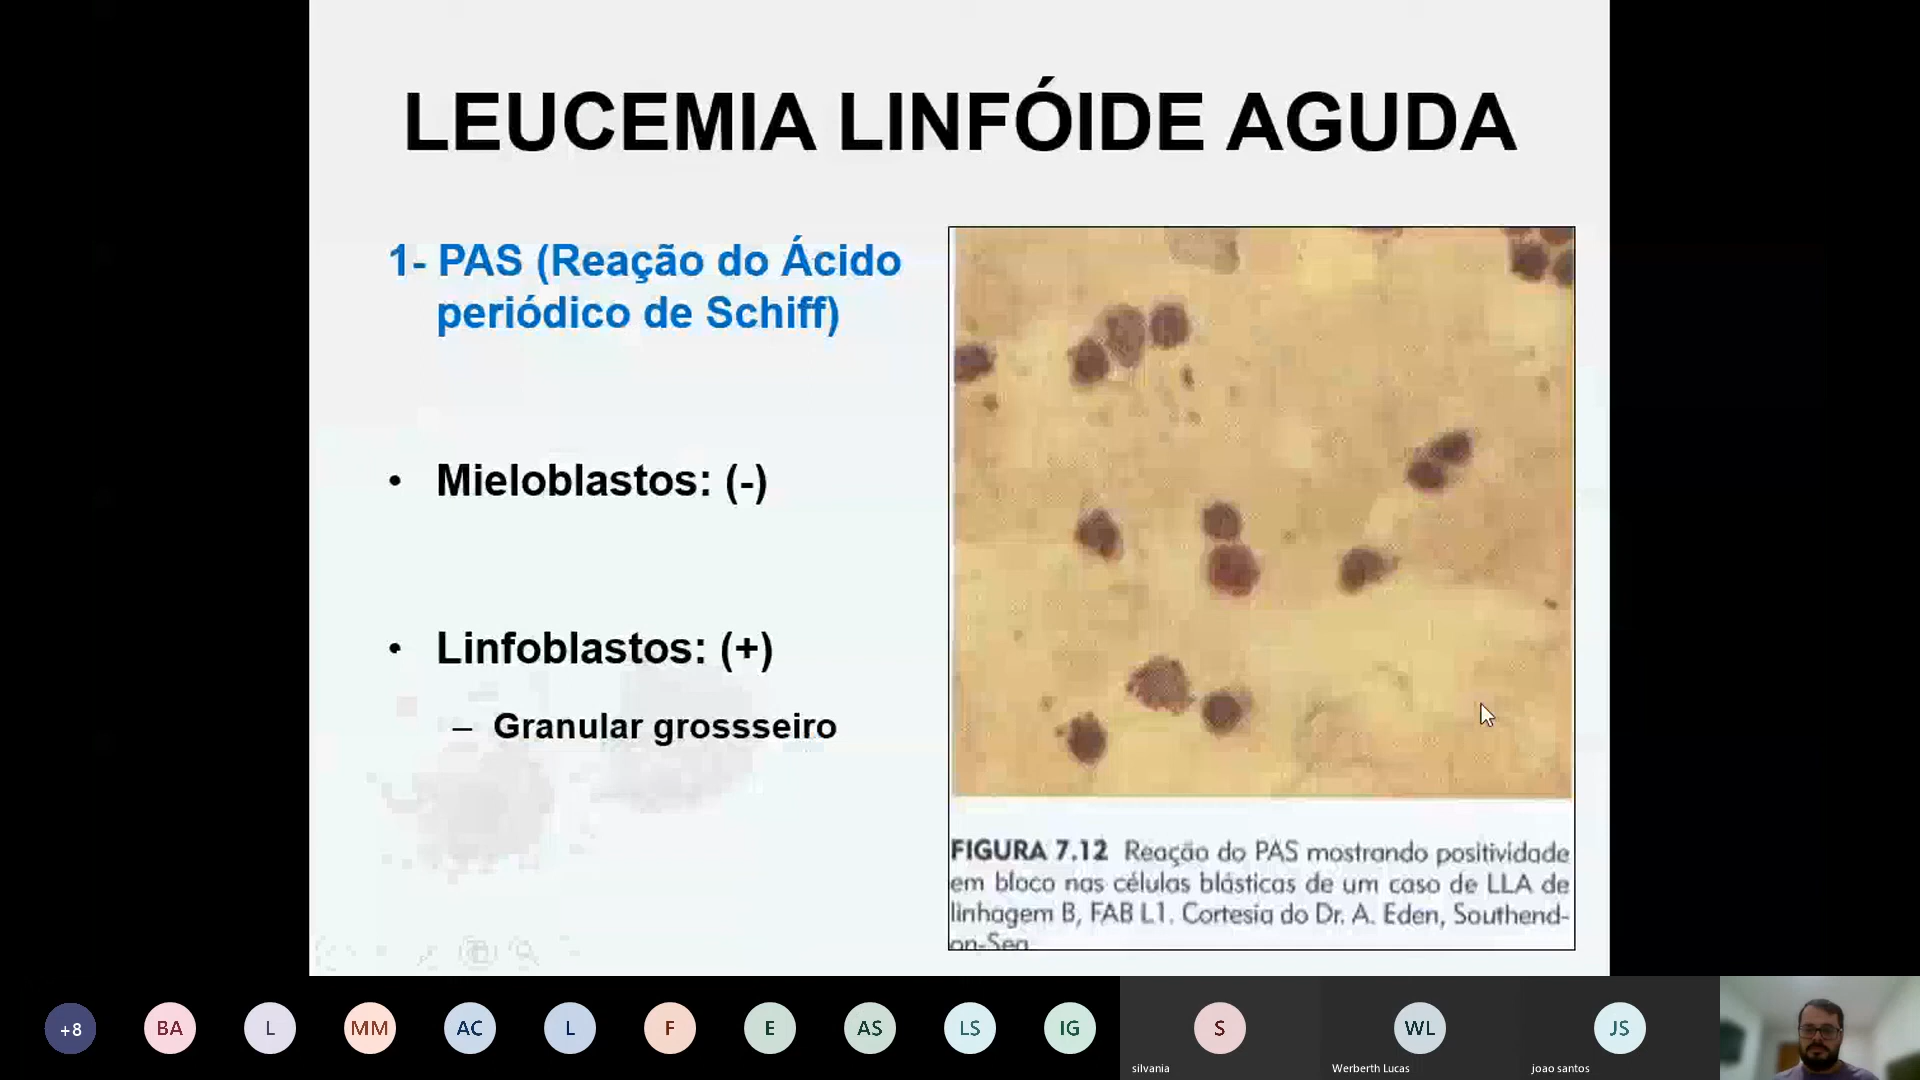 LEUCEMIA LINFÓIDE AGUDA
1- PAS (Reação do Ácido
periódico de Schiff)
• Mieloblastos: (-)
• Linfoblastos: (+)
– Granular grossseiro
FIGURA 7.12 Reação do PAS mostrando positividade
em bloco nas células blásticas de um caso de LLA de
linhagem B, FAB L1. Cortesia do Dr. A. Eden, Southend-
on-Sea
+8 BA L MM AC L F E AS LS IG S WL JS
silvania Werberth Lucas joao santos